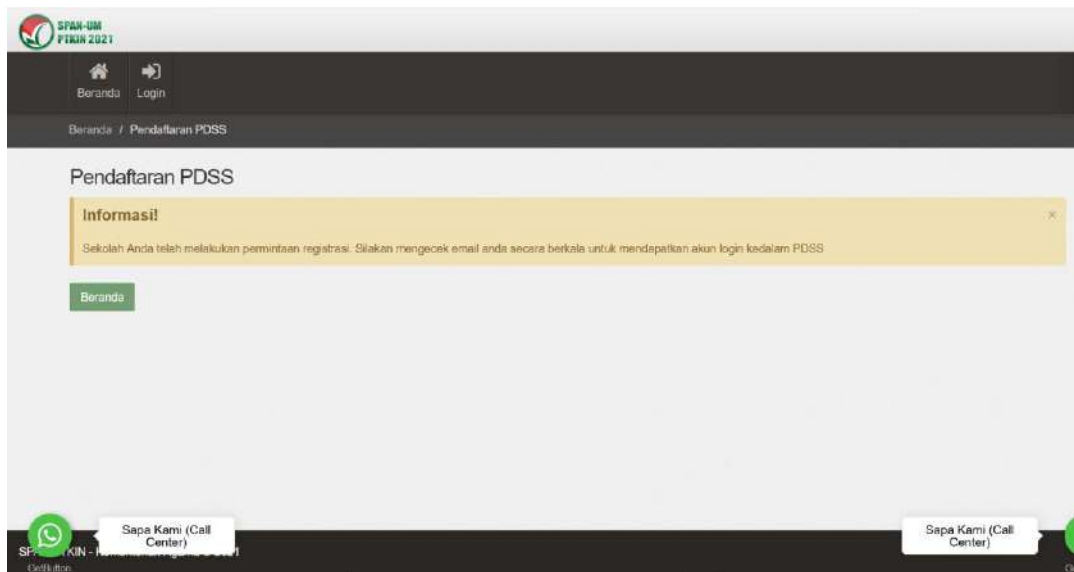 SPAN-UM
PTKIN 2021
Beranda
Login
Beranda / Pendaftaran PDSS
Pendaftaran PDSS
Informasi!
×
Sekolah Anda telah melakukan permintaan registrasi. Silakan mengecek email anda secara berkala untuk mendapatkan akun login kedalam PDSS
Beranda
Sapa Kami (Call
Center)
Sapa Kami (Call
Center)
GetButton